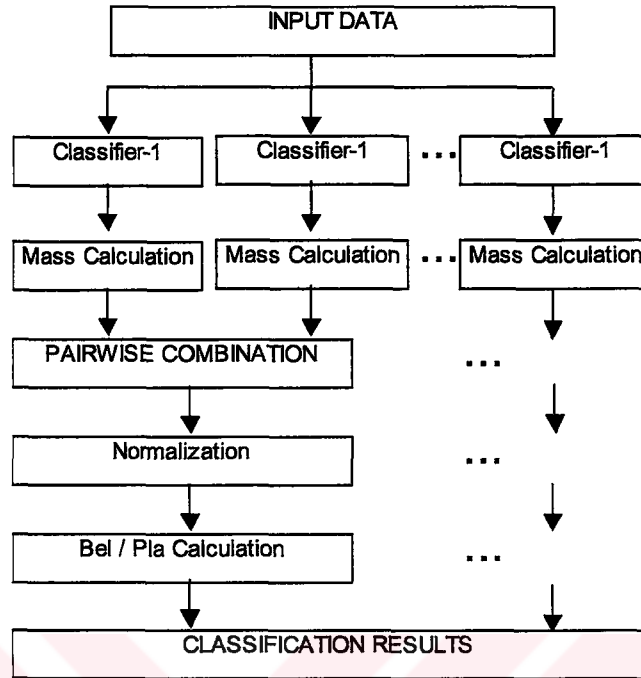 INPUT DATA
Classifier-1 Classifier-1 ... Classifier-1
Mass Calculation Mass Calculation ... Mass Calculation
PAIRWISE COMBINATION ...
Normalization ...
Bel / Pla Calculation ...
CLASSIFICATION RESULTS